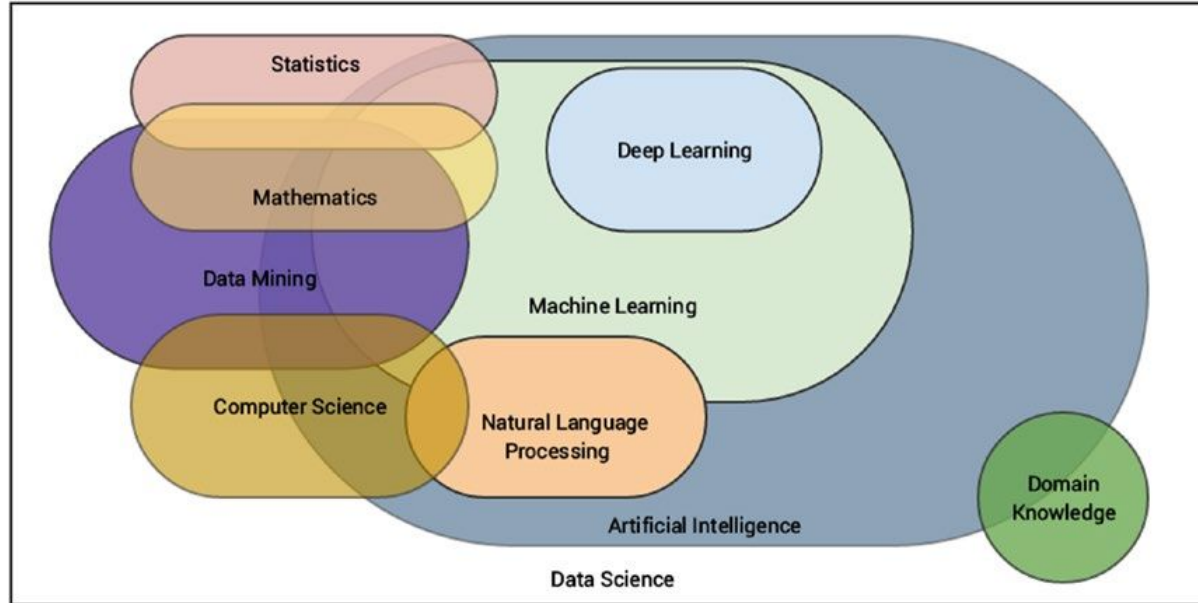 Statistics
Deep Learning
Mathematics
Data Mining
Machine Learning
Computer Science
Natural Language
Processing
Domain
Knowledge
Artificial Intelligence
Data Science